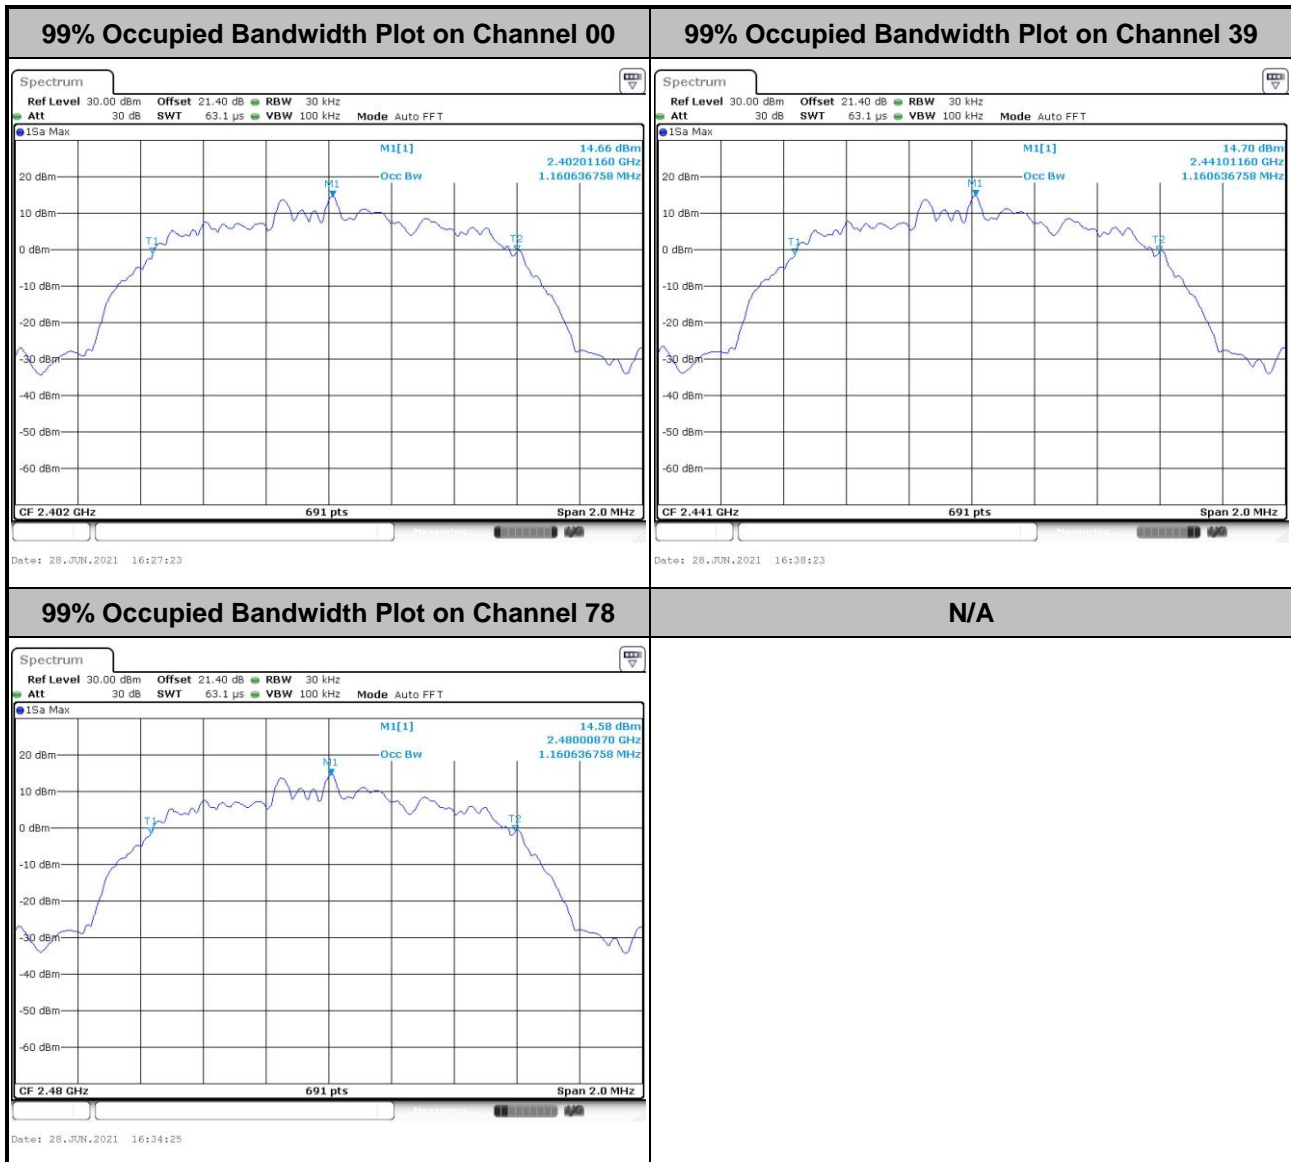 99% Occupied Bandwidth Plot on Channel 00
99% Occupied Bandwidth Plot on Channel 39
Spectrum
Ref Level 30.00 dBm Offset 21.40 dB RBW 30 kHz
Att 30 dB SWT 63.1 µs VBW 100 kHz Mode Auto FFT
1Sa Max
M1[1] 14.66 dBm
2.40201160 GHz
Occ Bw 1.160636758 MHz
M1
T1
T2
20 dBm
10 dBm
0 dBm
-10 dBm
-20 dBm
-30 dBm
-40 dBm
-50 dBm
-60 dBm
CF 2.402 GHz 691 pts Span 2.0 MHz
Date: 28.JUN.2021 16:27:23
Spectrum
Ref Level 30.00 dBm Offset 21.40 dB RBW 30 kHz
Att 30 dB SWT 63.1 µs VBW 100 kHz Mode Auto FFT
1Sa Max
M1[1] 14.70 dBm
2.44101160 GHz
Occ Bw 1.160636758 MHz
M1
T1
T2
20 dBm
10 dBm
0 dBm
-10 dBm
-20 dBm
-30 dBm
-40 dBm
-50 dBm
-60 dBm
CF 2.441 GHz 691 pts Span 2.0 MHz
Date: 28.JUN.2021 16:38:23
99% Occupied Bandwidth Plot on Channel 78
N/A
Spectrum
Ref Level 30.00 dBm Offset 21.40 dB RBW 30 kHz
Att 30 dB SWT 63.1 µs VBW 100 kHz Mode Auto FFT
1Sa Max
M1[1] 14.58 dBm
2.48000870 GHz
Occ Bw 1.160636758 MHz
M1
T1
T2
20 dBm
10 dBm
0 dBm
-10 dBm
-20 dBm
-30 dBm
-40 dBm
-50 dBm
-60 dBm
CF 2.48 GHz 691 pts Span 2.0 MHz
Date: 28.JUN.2021 16:34:25